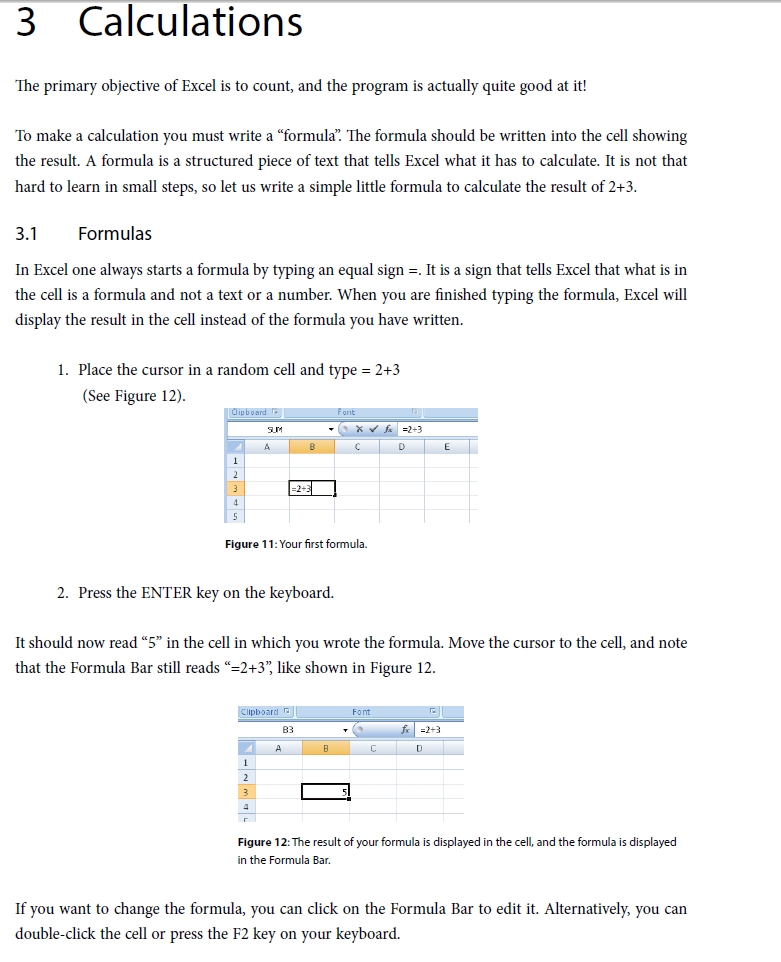 3 Calculations
The primary objective of Excel is to count, and the program is actually quite good at it!
To make a calculation you must write a “formula”. The formula should be written into the cell showing
the result. A formula is a structured piece of text that tells Excel what it has to calculate. It is not that
hard to learn in small steps, so let us write a simple little formula to calculate the result of 2+3.
3.1 Formulas
In Excel one always starts a formula by typing an equal sign =. It is a sign that tells Excel that what is in
the cell is a formula and not a text or a number. When you are finished typing the formula, Excel will
display the result in the cell instead of the formula you have written.
1. Place the cursor in a random cell and type = 2+3
(See Figure 12).
Clipboard Font
SUM fx =2+3
A B C D E
1
2
3 =2+3
4
5
Figure 11: Your first formula.
2. Press the ENTER key on the keyboard.
It should now read “5” in the cell in which you wrote the formula. Move the cursor to the cell, and note
that the Formula Bar still reads “=2+3”, like shown in Figure 12.
Clipboard Font
B3 fx =2+3
A B C D
1
2
3 5
4
Figure 12: The result of your formula is displayed in the cell, and the formula is displayed
in the Formula Bar.
If you want to change the formula, you can click on the Formula Bar to edit it. Alternatively, you can
double-click the cell or press the F2 key on your keyboard.